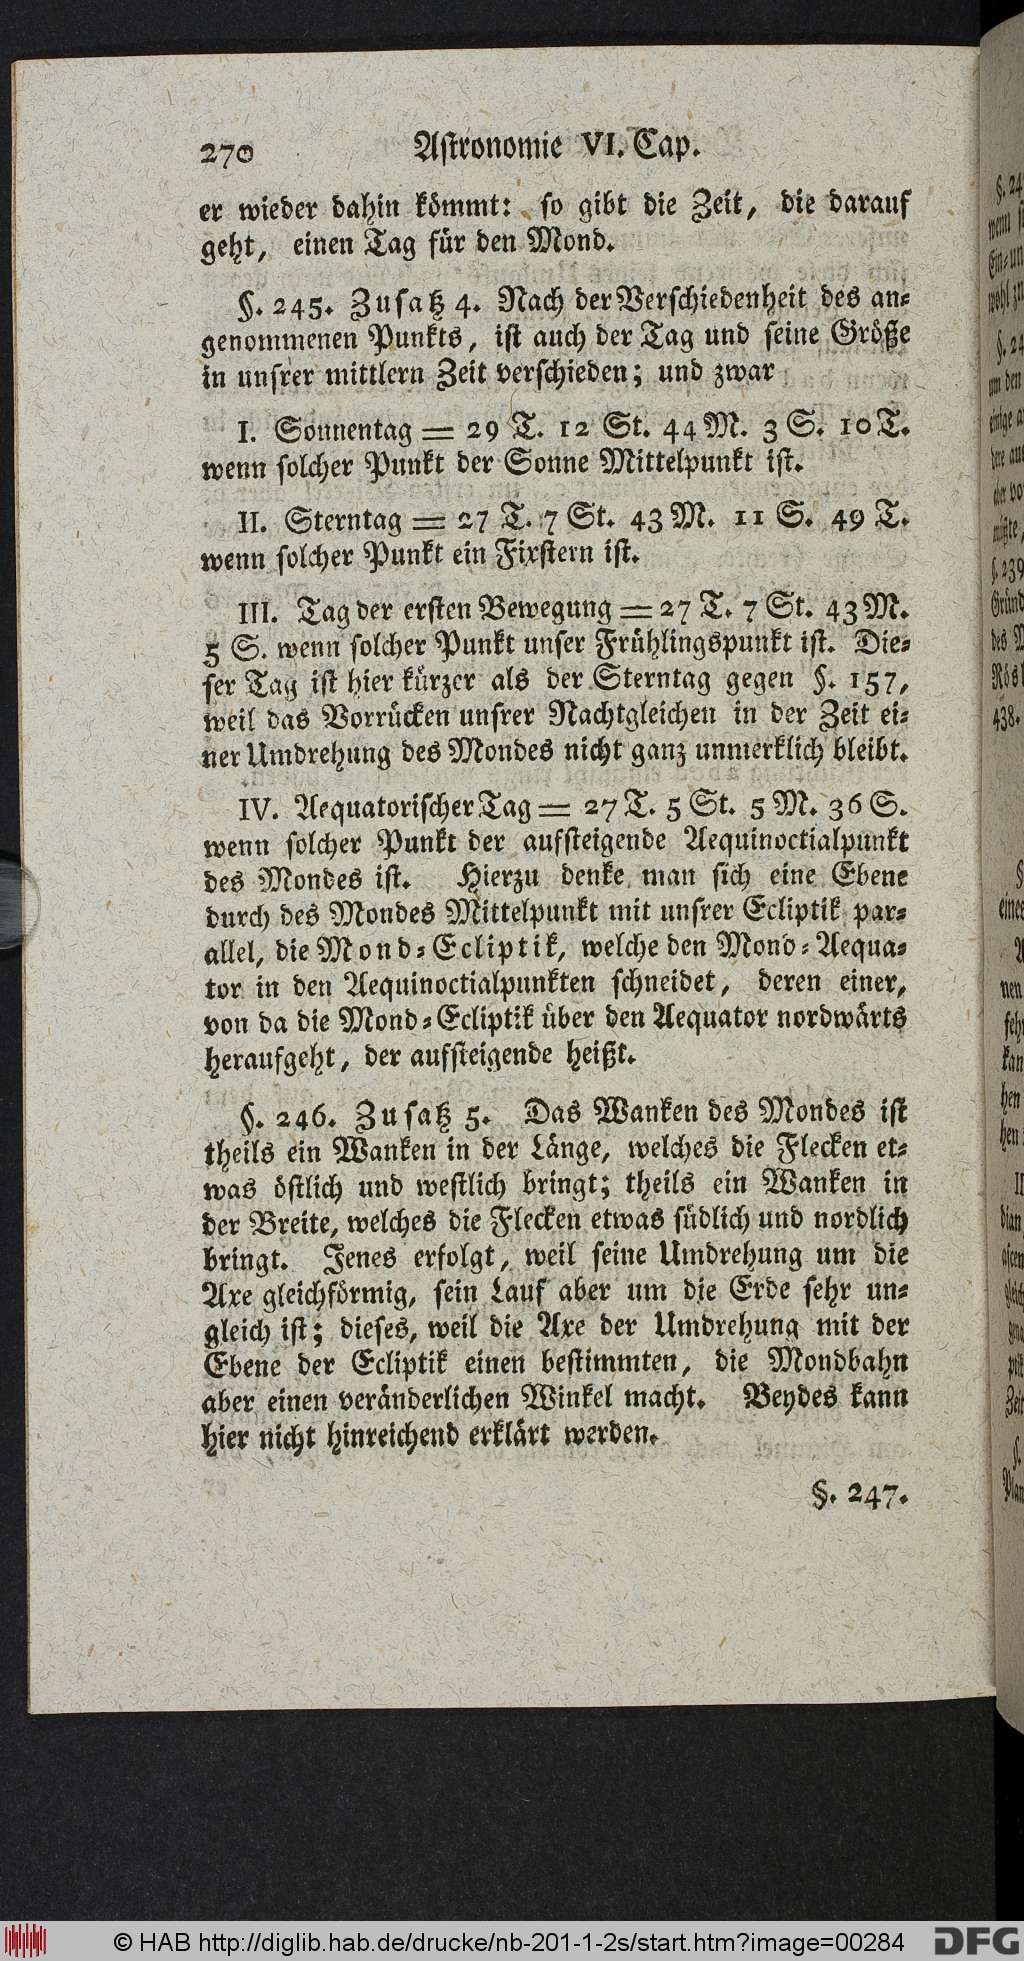 270 Astronomie VI. Cap.
er wieder dahin kömmt: so gibt die Zeit, die darauf
geht, einen Tag für den Mond.
§. 245. Zusatz 4. Nach der Verschiedenheit des an-
genommenen Punkts, ist auch der Tag und seine Größe
in unsrer mittlern Zeit verschieden; und zwar
I. Sonnentag = 29 T. 12 St. 44 M. 3 S. 10 T.
wenn solcher Punkt der Sonne Mittelpunkt ist.
II. Sterntag = 27 T. 7 St. 43 M. 11 S. 49 T.
wenn solcher Punkt ein Fixstern ist.
III. Tag der ersten Bewegung = 27 T. 7 St. 43 M.
5 S. wenn solcher Punkt unser Frühlingspunkt ist. Die-
ser Tag ist hier kürzer als der Sterntag gegen §. 157,
weil das Vorrücken unsrer Nachtgleichen in der Zeit ei-
ner Umdrehung des Mondes nicht ganz unmerklich bleibt.
IV. Aequatorischer Tag = 27 T. 5 St. 5 M. 36 S.
wenn solcher Punkt der aufsteigende Aequinoctialpunkt
des Mondes ist. Hierzu denke man sich eine Ebene
durch des Mondes Mittelpunkt mit unsrer Ecliptik par-
allel, die Mond-Ecliptik, welche den Mond-Aequa-
tor in den Aequinoctialpunkten schneidet, deren einer,
von da die Mond-Ecliptik über den Aequator nordwärts
heraufgeht, der aufsteigende heißt.
§. 246. Zusatz 5. Das Wanken des Mondes ist
theils ein Wanken in der Länge, welches die Flecken et-
was östlich und westlich bringt; theils ein Wanken in
der Breite, welches die Flecken etwas südlich und nordlich
bringt. Jenes erfolgt, weil seine Umdrehung um die
Axe gleichförmig, sein Lauf aber um die Erde sehr un-
gleich ist; dieses, weil die Axe der Umdrehung mit der
Ebene der Ecliptik einen bestimmten, die Mondbahn
aber einen veränderlichen Winkel macht. Beydes kann
hier nicht hinreichend erklärt werden.
§. 247.
© HAB http://diglib.hab.de/drucke/nb-201-1-2s/start.htm?image=00284 DFG